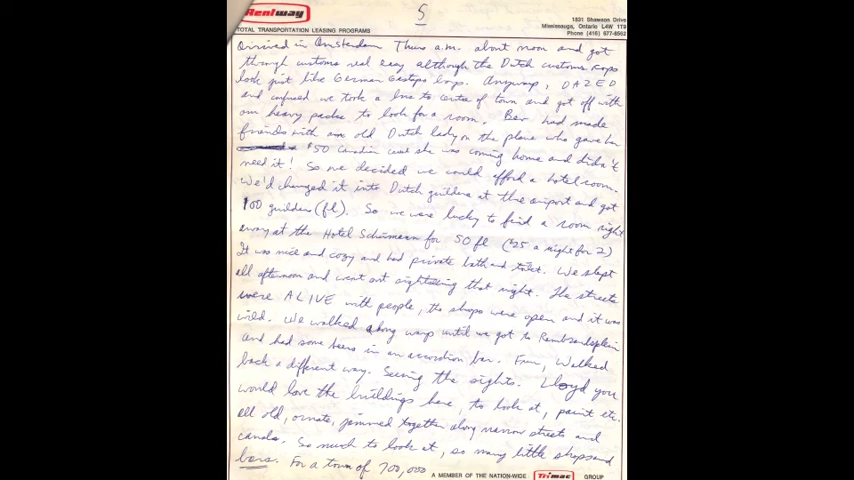 Rentway
5
TOTAL TRANSPORTATION LEASING PROGRAMS
1831 Shawson Drive
Mississauga, Ontario L4W 1T9
Phone (416) 677-8562
Arrived in Amsterdam Thurs a.m. about noon and got
through customs real easy although the Dutch customs cops
look just like German Gestapo cops. Anyway, DAZED
and confused we took a bus to centre of town and got off with
our heavy packs to look for a room. Bev had made
friends with an old Dutch lady on the plane who gave her
$50 Canadian cause she was coming home and didn't
need it! So we decided we could afford a hotel room.
We'd changed it into Dutch guilders at the airport and got
100 guilders (fl). So we were lucky to find a room right
away at the Hotel Schürmann for 50 fl ($25 a night for 2)
It was nice and cozy and had private bath and toilet. We slept
all afternoon and went out sightseeing that night. The streets
were ALIVE with people, the shops were open and it was
wild. We walked along ways until we got to Rembrandtplein
and had some beers in an accordion bar. Fun, Walked
back a different way. Seeing the sights. Lloyd you
would love the buildings here, to look at, paint etc.
all old, ornate, jammed together along narrow streets and
canals. So much to look at, so many little shops and
bars. For a town of 700,000
A MEMBER OF THE NATION-WIDE Trimac GROUP